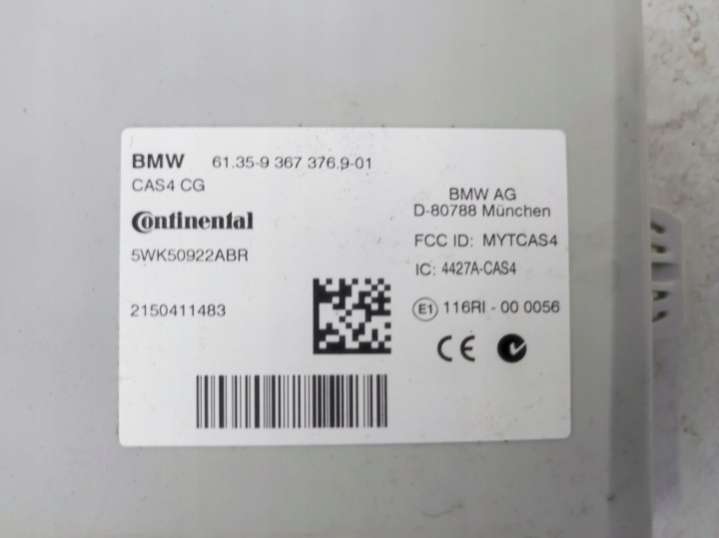 BMW 61.35-9 367 376.9-01
CAS4 CG
Continental
5WK50922ABR
2150411483
BMW AG
D-80788 München
FCC ID: MYTCAS4
IC: 4427A-CAS4
E1 116RI - 00 0056
CE